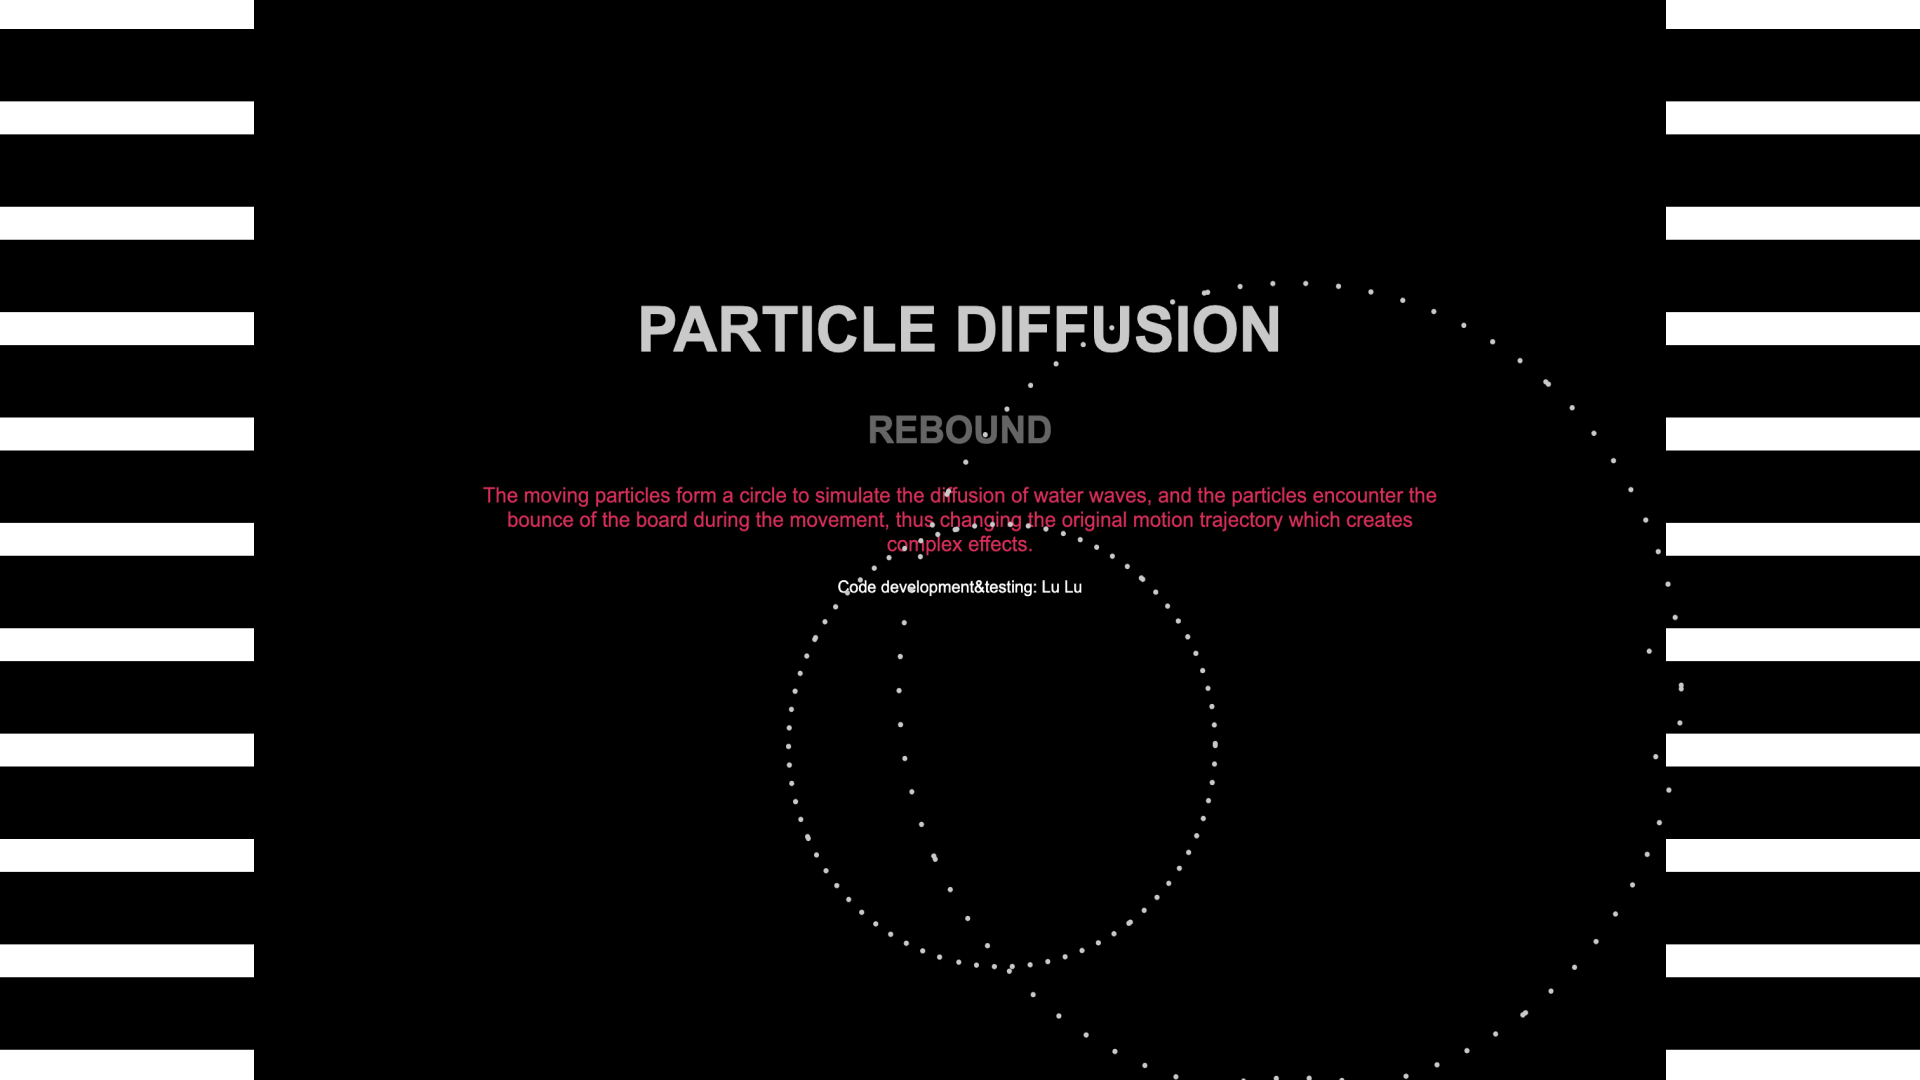 PARTICLE DIFFUSION
REBOUND
The moving particles form a circle to simulate the diffusion of water waves, and the particles encounter the
bounce of the board during the movement, thus changing the original motion trajectory which creates
complex effects.
Code development&testing: Lu Lu